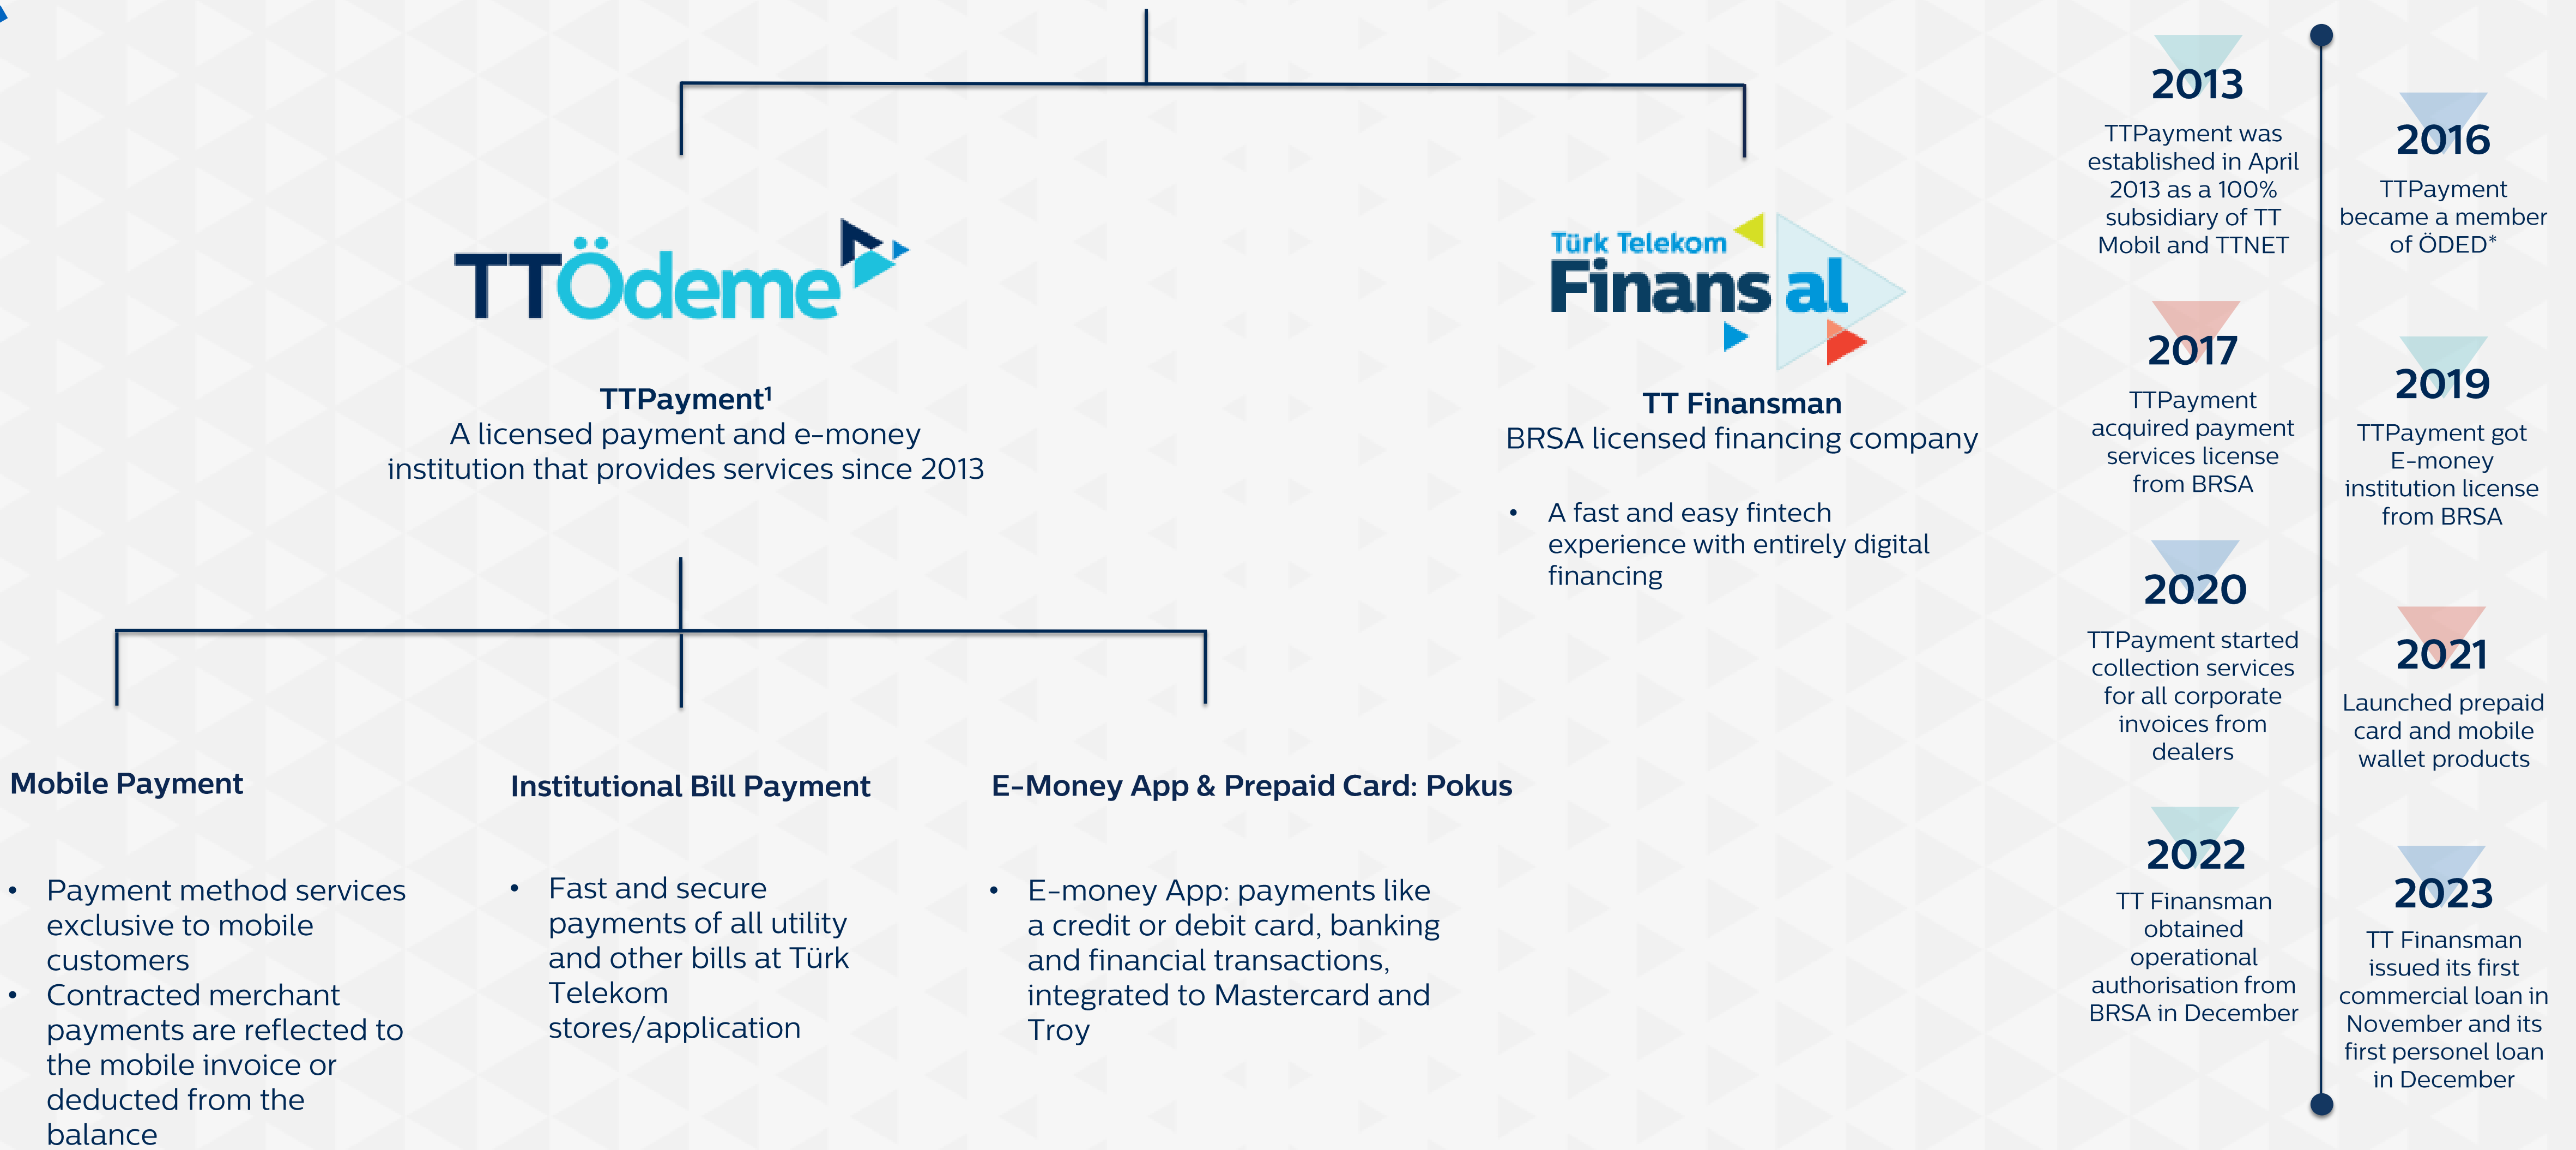 TTÖdeme
TTPayment¹
A licensed payment and e-money
institution that provides services since 2013
Türk Telekom
Finansal
TT Finansman
BRSA licensed financing company
• A fast and easy fintech
experience with entirely digital
financing
Mobile Payment
• Payment method services
exclusive to mobile
customers
• Contracted merchant
payments are reflected to
the mobile invoice or
deducted from the
balance
Institutional Bill Payment
• Fast and secure
payments of all utility
and other bills at Türk
Telekom
stores/application
E-Money App & Prepaid Card: Pokus
• E-money App: payments like
a credit or debit card, banking
and financial transactions,
integrated to Mastercard and
Troy
2013
TTPayment was
established in April
2013 as a 100%
subsidiary of TT
Mobil and TTNET
2016
TTPayment
became a member
of ÖDED*
2017
TTPayment
acquired payment
services license
from BRSA
2019
TTPayment got
E-money
institution license
from BRSA
2020
TTPayment started
collection services
for all corporate
invoices from
dealers
2021
Launched prepaid
card and mobile
wallet products
2022
TT Finansman
obtained
operational
authorisation from
BRSA in December
2023
TT Finansman
issued its first
commercial loan in
November and its
first personel loan
in December